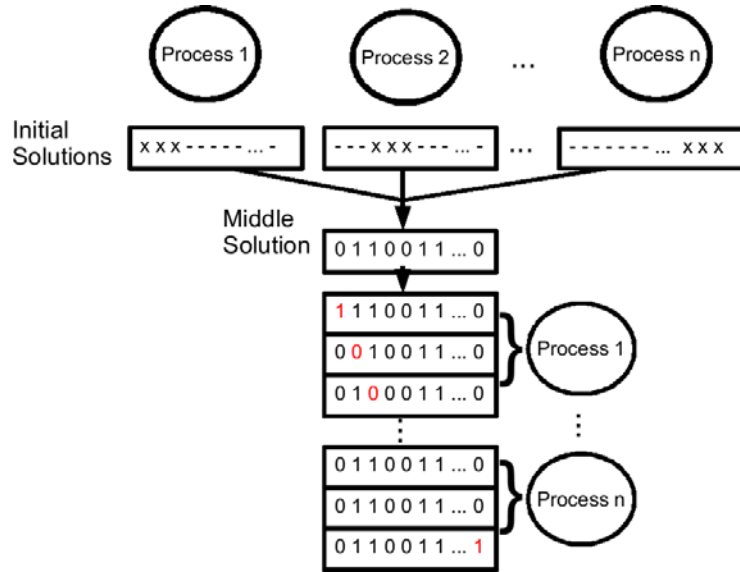 Process 1 Process 2 ... Process n
Initial Solutions
x x x - - - - - ... - - - - x x x - - - ... - ... - - - - - - - ... x x x
Middle Solution
0 1 1 0 0 1 1 ... 0
1 1 1 0 0 1 1 ... 0
0 0 1 0 0 1 1 ... 0
Process 1
0 1 0 0 0 1 1 ... 0
... ...
0 1 1 0 0 1 1 ... 0
0 1 1 0 0 1 1 ... 0
Process n
0 1 1 0 0 1 1 ... 1